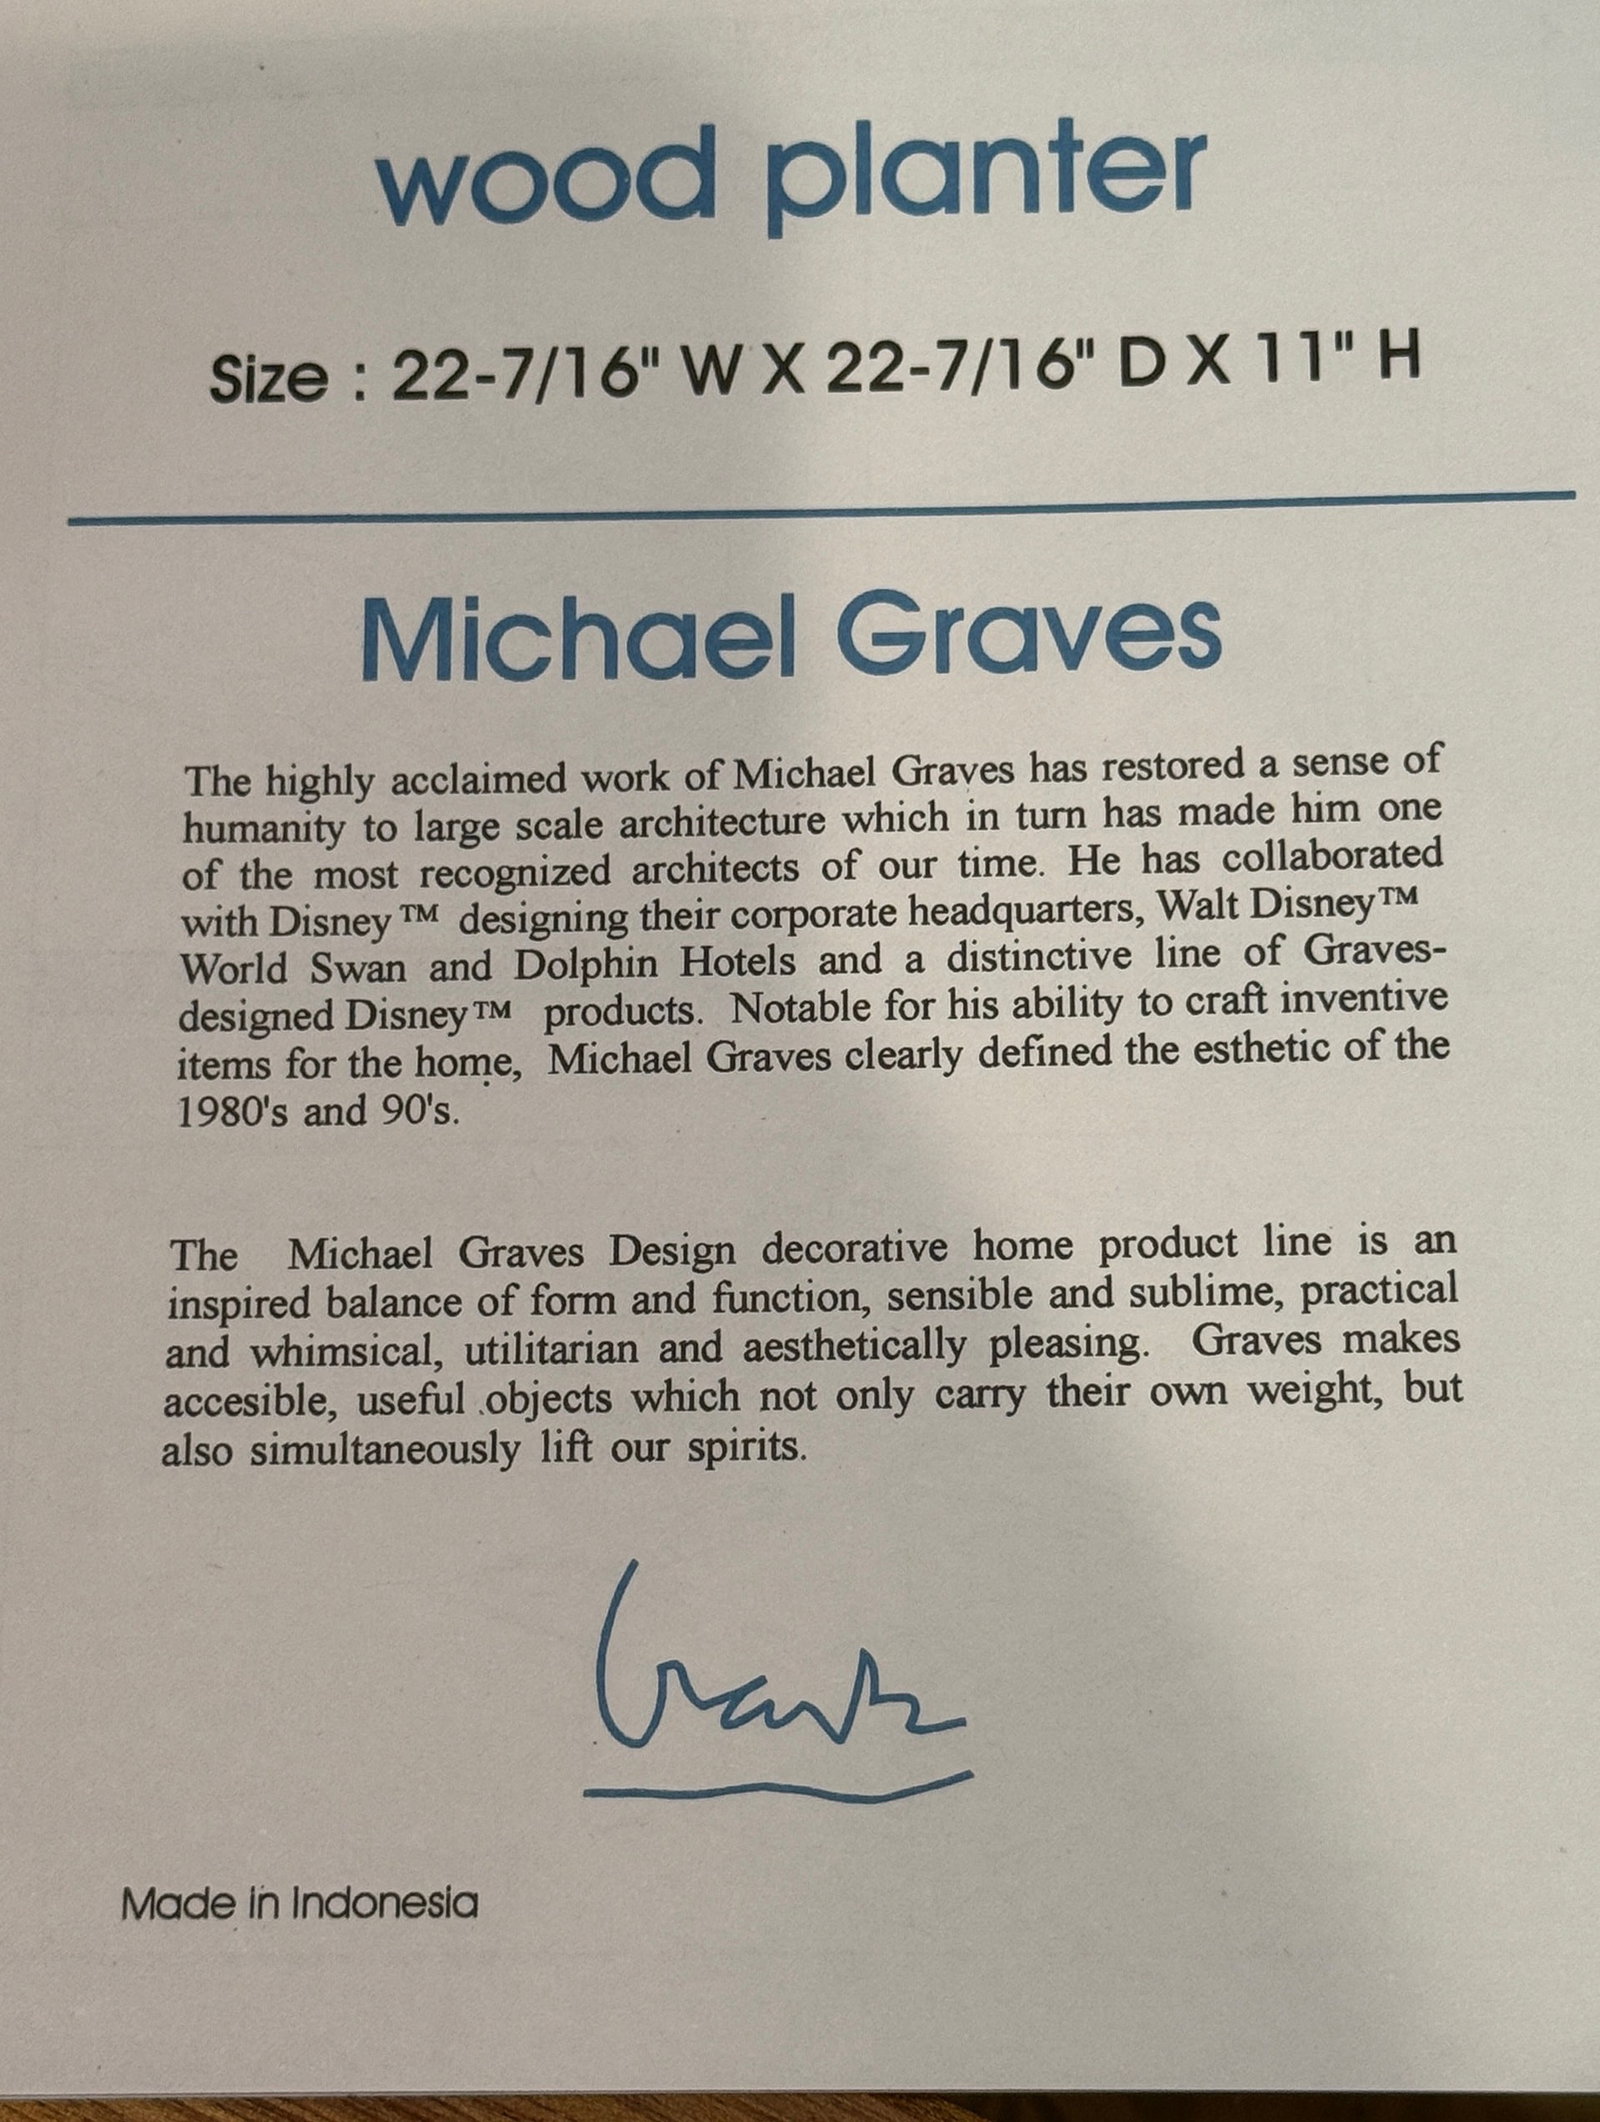 wood planter
Size : 22-7/16" W X 22-7/16" D X 11" H
Michael Graves
The highly acclaimed work of Michael Graves has restored a sense of
humanity to large scale architecture which in turn has made him one
of the most recognized architects of our time. He has collaborated
with Disney™ designing their corporate headquarters, Walt Disney™
World Swan and Dolphin Hotels and a distinctive line of Graves-
designed Disney™ products. Notable for his ability to craft inventive
items for the home, Michael Graves clearly defined the esthetic of the
1980's and 90's.
The Michael Graves Design decorative home product line is an
inspired balance of form and function, sensible and sublime, practical
and whimsical, utilitarian and aesthetically pleasing. Graves makes
accesible, useful objects which not only carry their own weight, but
also simultaneously lift our spirits.
Graves
Made in Indonesia